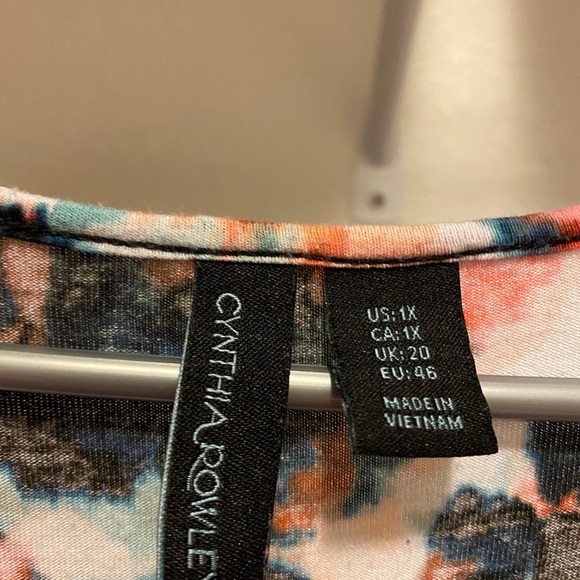 CYNTHIA ROWLEY
US: 1X
CA: 1X
UK: 20
EU: 46
MADE IN
VIETNAM